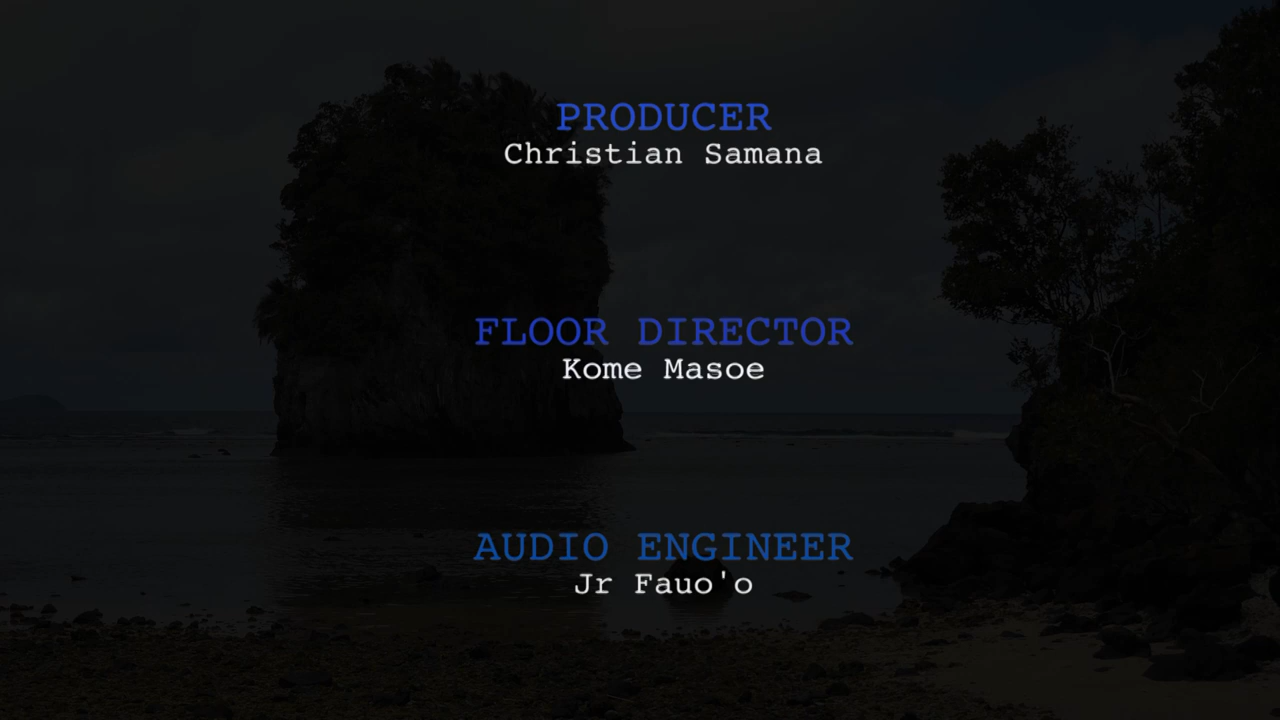 PRODUCER
Christian Samana
FLOOR DIRECTOR
Kome Masoe
AUDIO ENGINEER
Jr Fauo'o